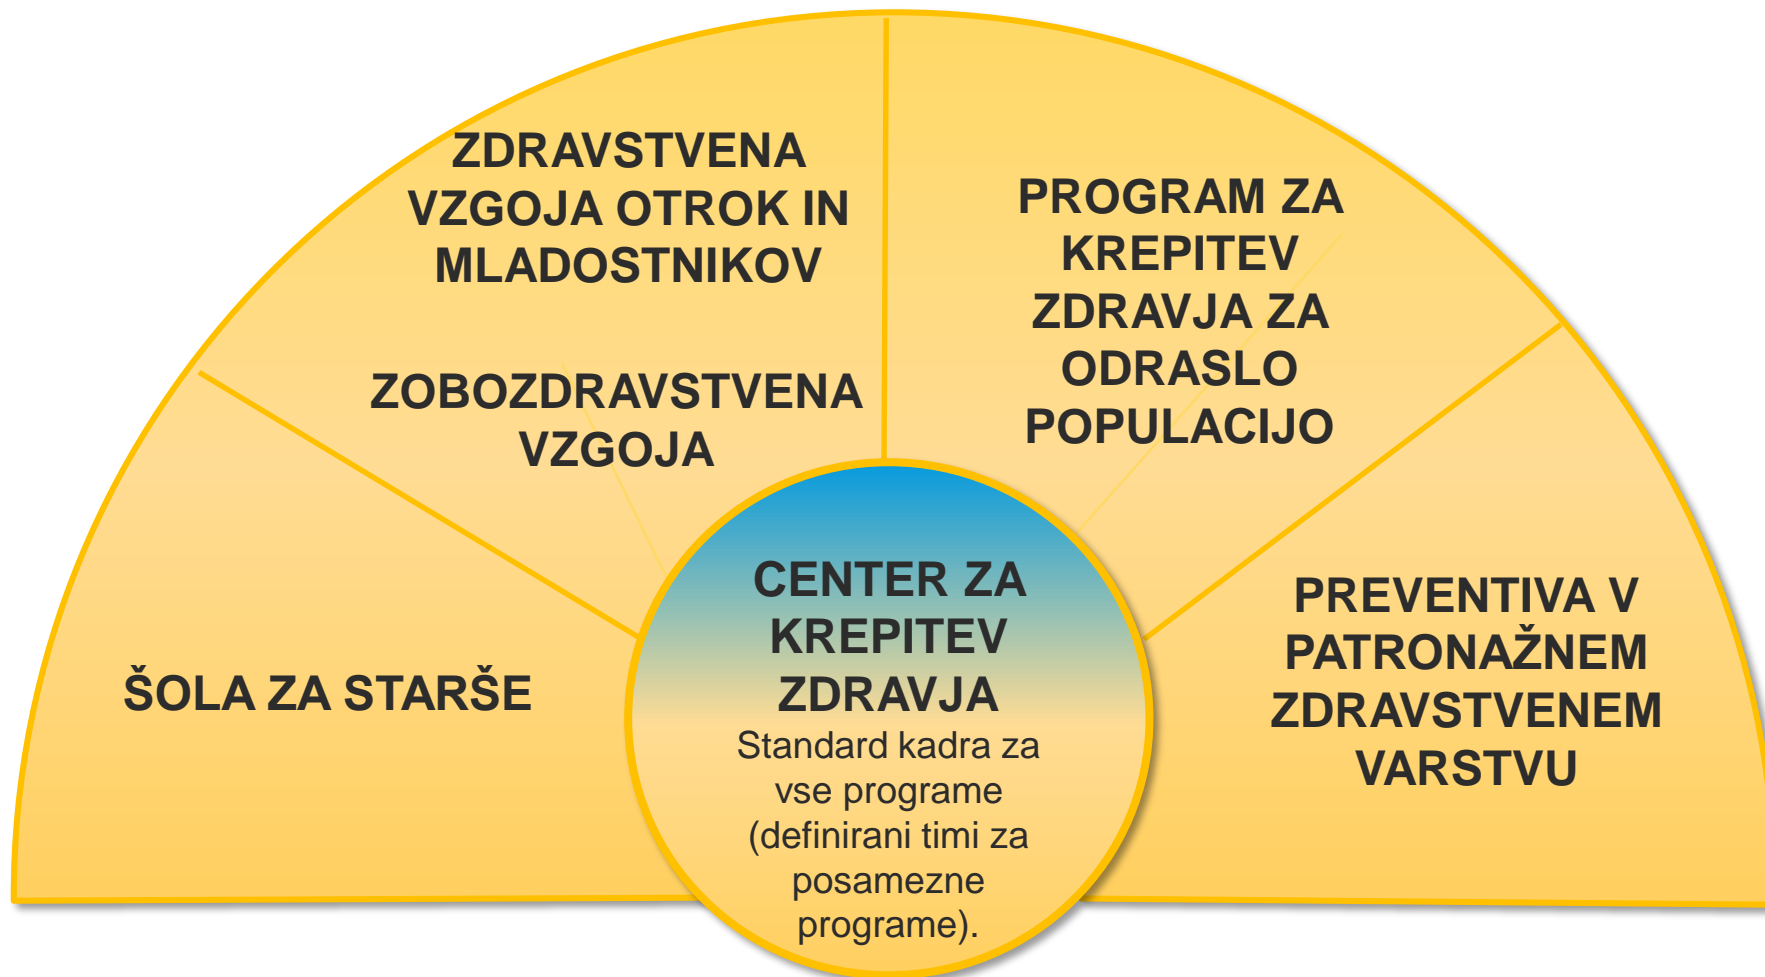 ZDRAVSTVENA
VZGOJA OTROK IN
MLADOSTNIKOV
ZOBOZDRAVSTVENA
VZGOJA
PROGRAM ZA
KREPITEV
ZDRAVJA ZA
ODRASLO
POPULACIJO
ŠOLA ZA STARŠE
CENTER ZA
KREPITEV
ZDRAVJA
Standard kadra za
vse programe
(definirani timi za
posamezne
programe).
PREVENTIVA V
PATRONAŽNEM
ZDRAVSTVENEM
VARSTVU